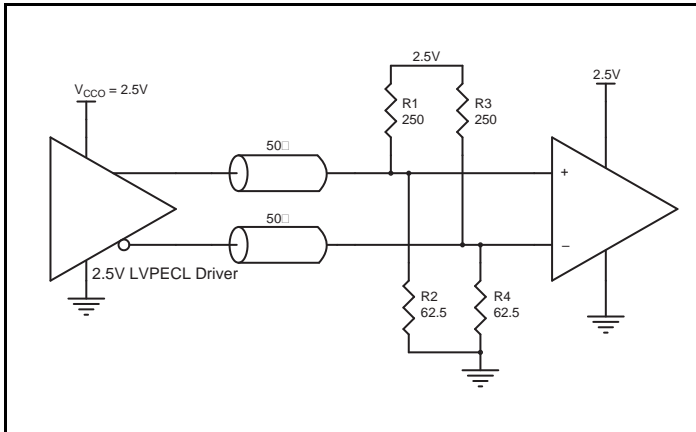 2.5V
V_CCO = 2.5V
2.5V
R1
250
R3
250
50□
+
50□
−
2.5V LVPECL Driver
R2
62.5
R4
62.5